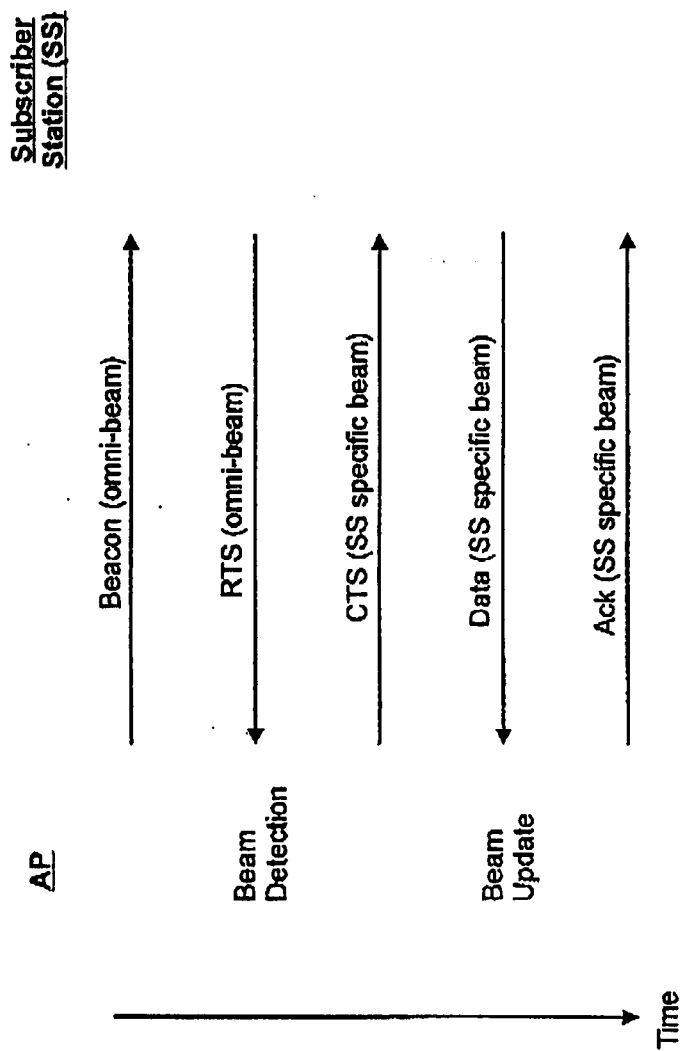 AP
Subscriber
Station (SS)
Beacon (omni-beam)
Beam
Detection
RTS (omni-beam)
CTS (SS specific beam)
Beam
Update
Data (SS specific beam)
Ack (SS specific beam)
Time